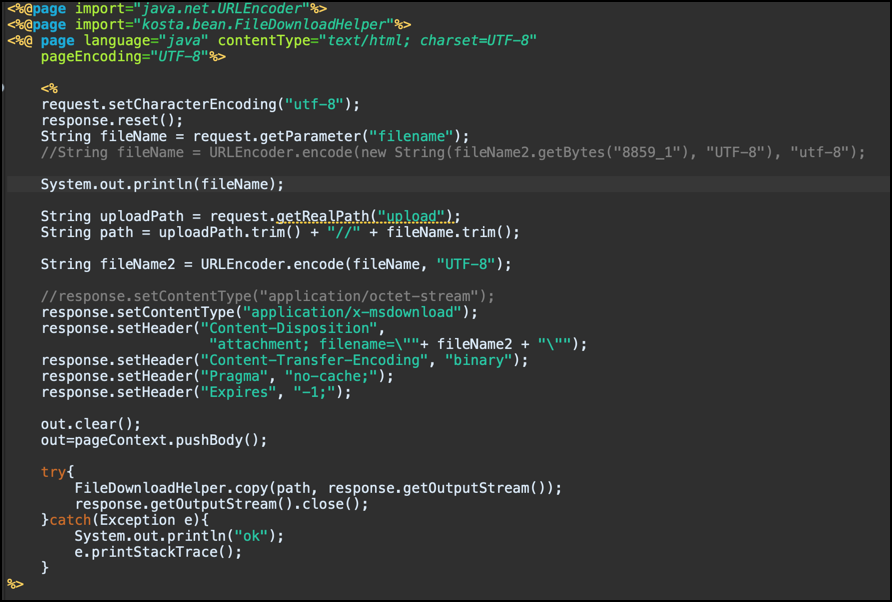 <%@page import="java.net.URLEncoder"%>
<%@page import="kosta.bean.FileDownloadHelper"%>
<%@ page language="java" contentType="text/html; charset=UTF-8"
    pageEncoding="UTF-8"%>

    <%
    request.setCharacterEncoding("utf-8");
    response.reset();
    String fileName = request.getParameter("filename");
    //String fileName = URLEncoder.encode(new String(fileName2.getBytes("8859_1"), "UTF-8"), "utf-8");

    System.out.println(fileName);

    String uploadPath = request.getRealPath("upload");
    String path = uploadPath.trim() + "//" + fileName.trim();

    String fileName2 = URLEncoder.encode(fileName, "UTF-8");

    //response.setContentType("application/octet-stream");
    response.setContentType("application/x-msdownload");
    response.setHeader("Content-Disposition",
                        "attachment; filename=\""+ fileName2 + "\"");
    response.setHeader("Content-Transfer-Encoding", "binary");
    response.setHeader("Pragma", "no-cache;");
    response.setHeader("Expires", "-1;");

    out.clear();
    out=pageContext.pushBody();

    try{
        FileDownloadHelper.copy(path, response.getOutputStream());
        response.getOutputStream().close();
    }catch(Exception e){
        System.out.println("ok");
        e.printStackTrace();
    }
%>